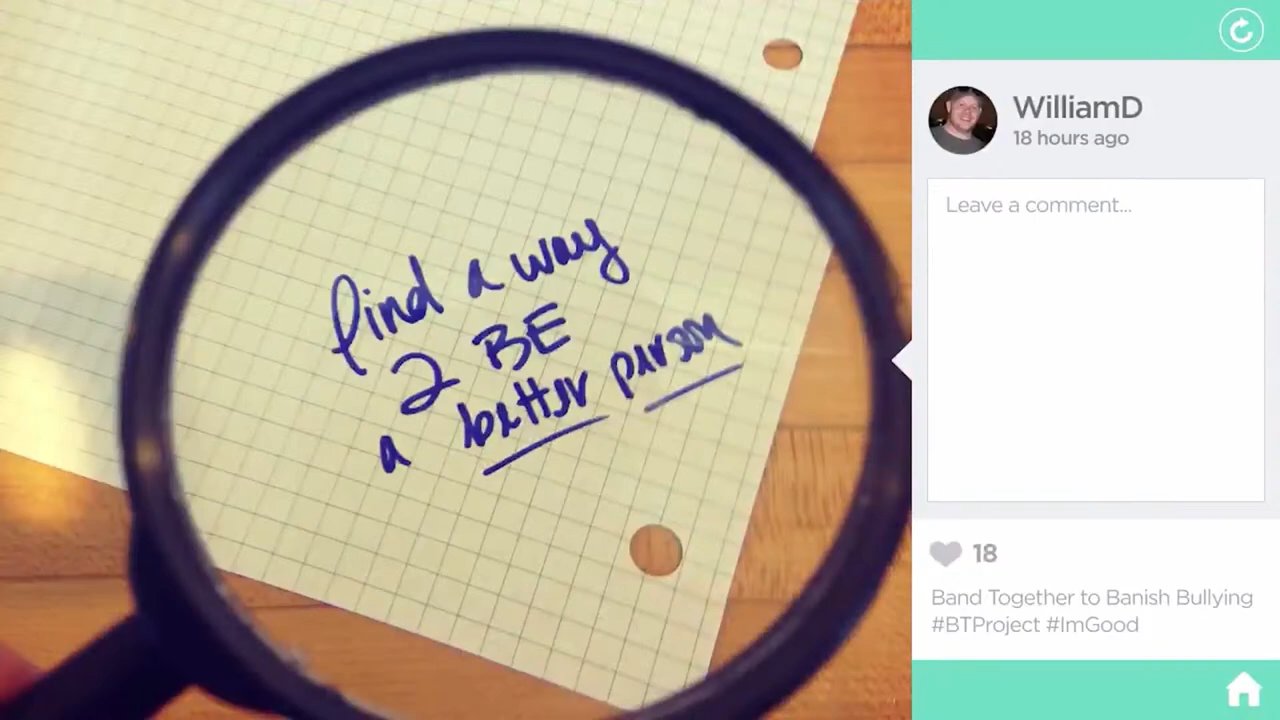 find a way
2 BE
a better person
WilliamD
18 hours ago
Leave a comment...
18
Band Together to Banish Bullying
#BTProject #ImGood